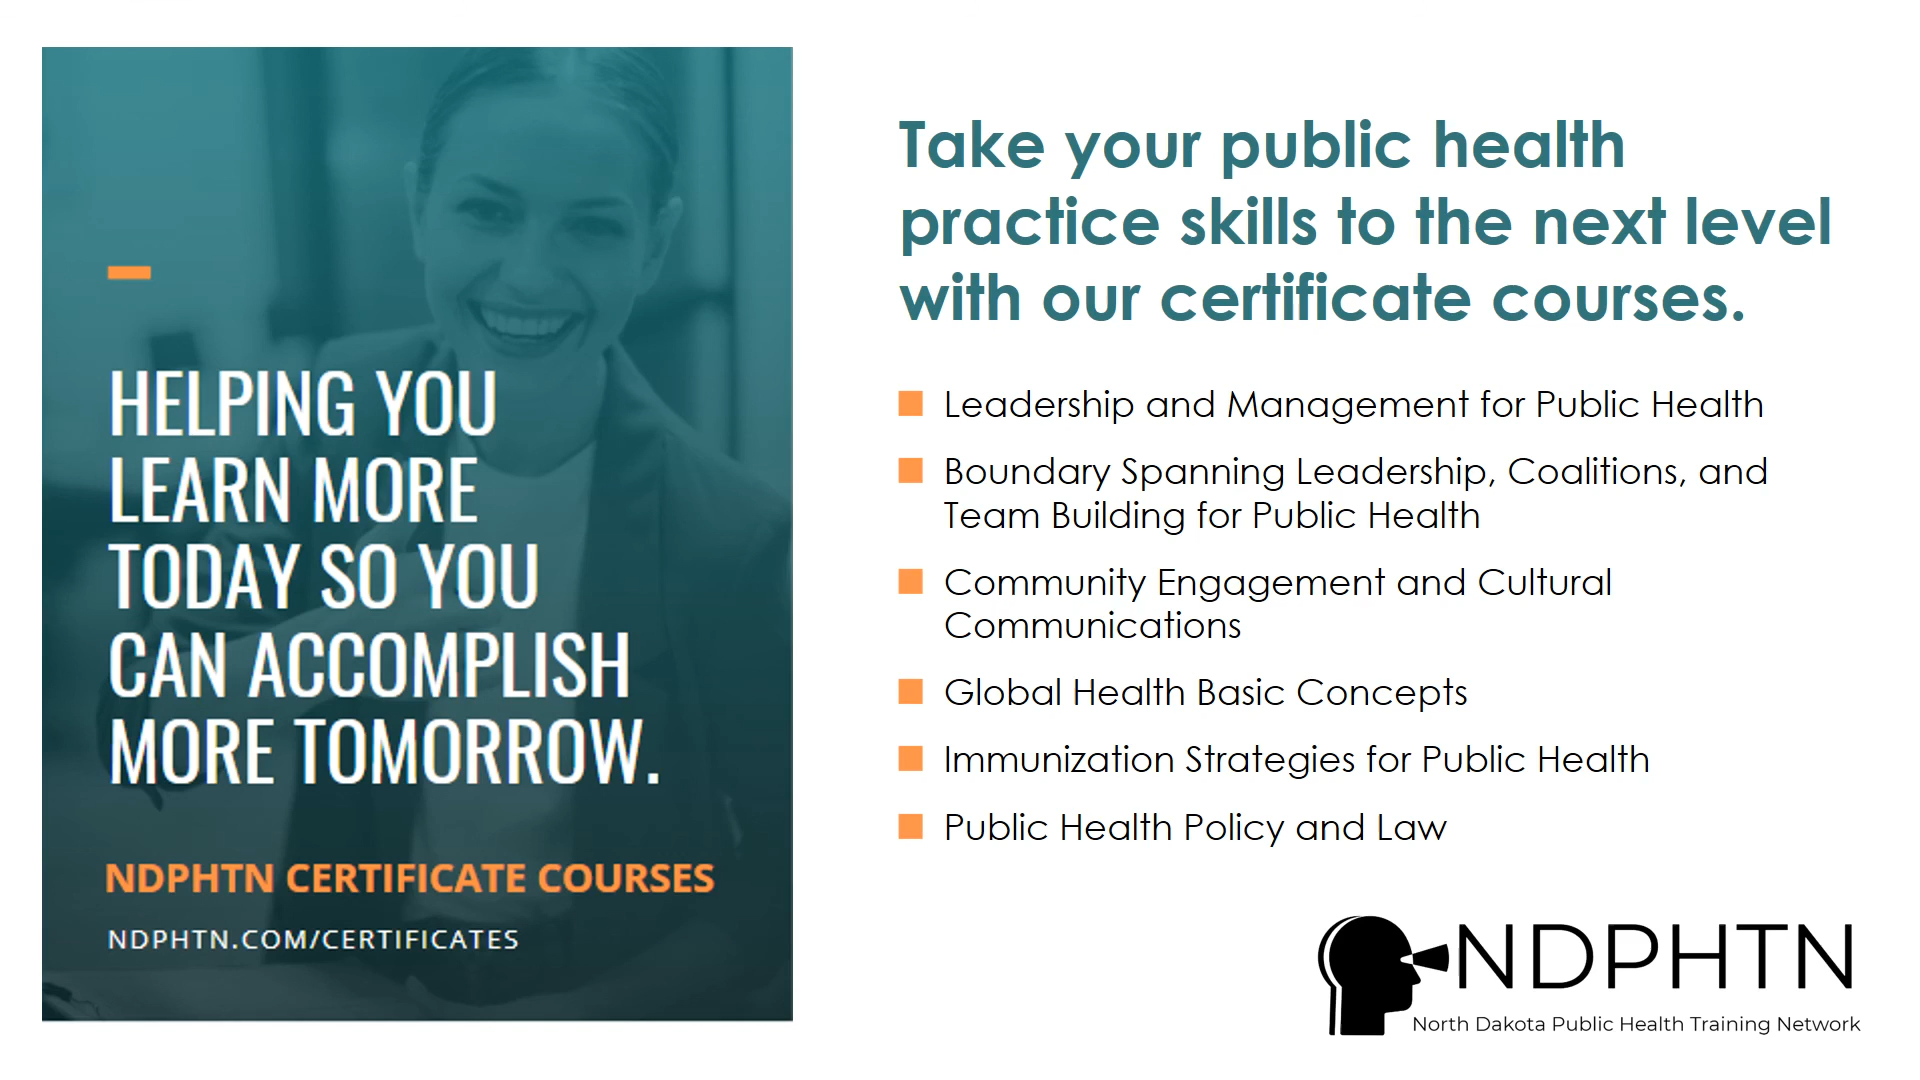 HELPING YOU
LEARN MORE
TODAY SO YOU
CAN ACCOMPLISH
MORE TOMORROW.
NDPHTN CERTIFICATE COURSES
NDPHTN.COM/CERTIFICATES
Take your public health
practice skills to the next level
with our certificate courses.
Leadership and Management for Public Health
Boundary Spanning Leadership, Coalitions, and
Team Building for Public Health
Community Engagement and Cultural
Communications
Global Health Basic Concepts
Immunization Strategies for Public Health
Public Health Policy and Law
NDPHTN
North Dakota Public Health Training Network